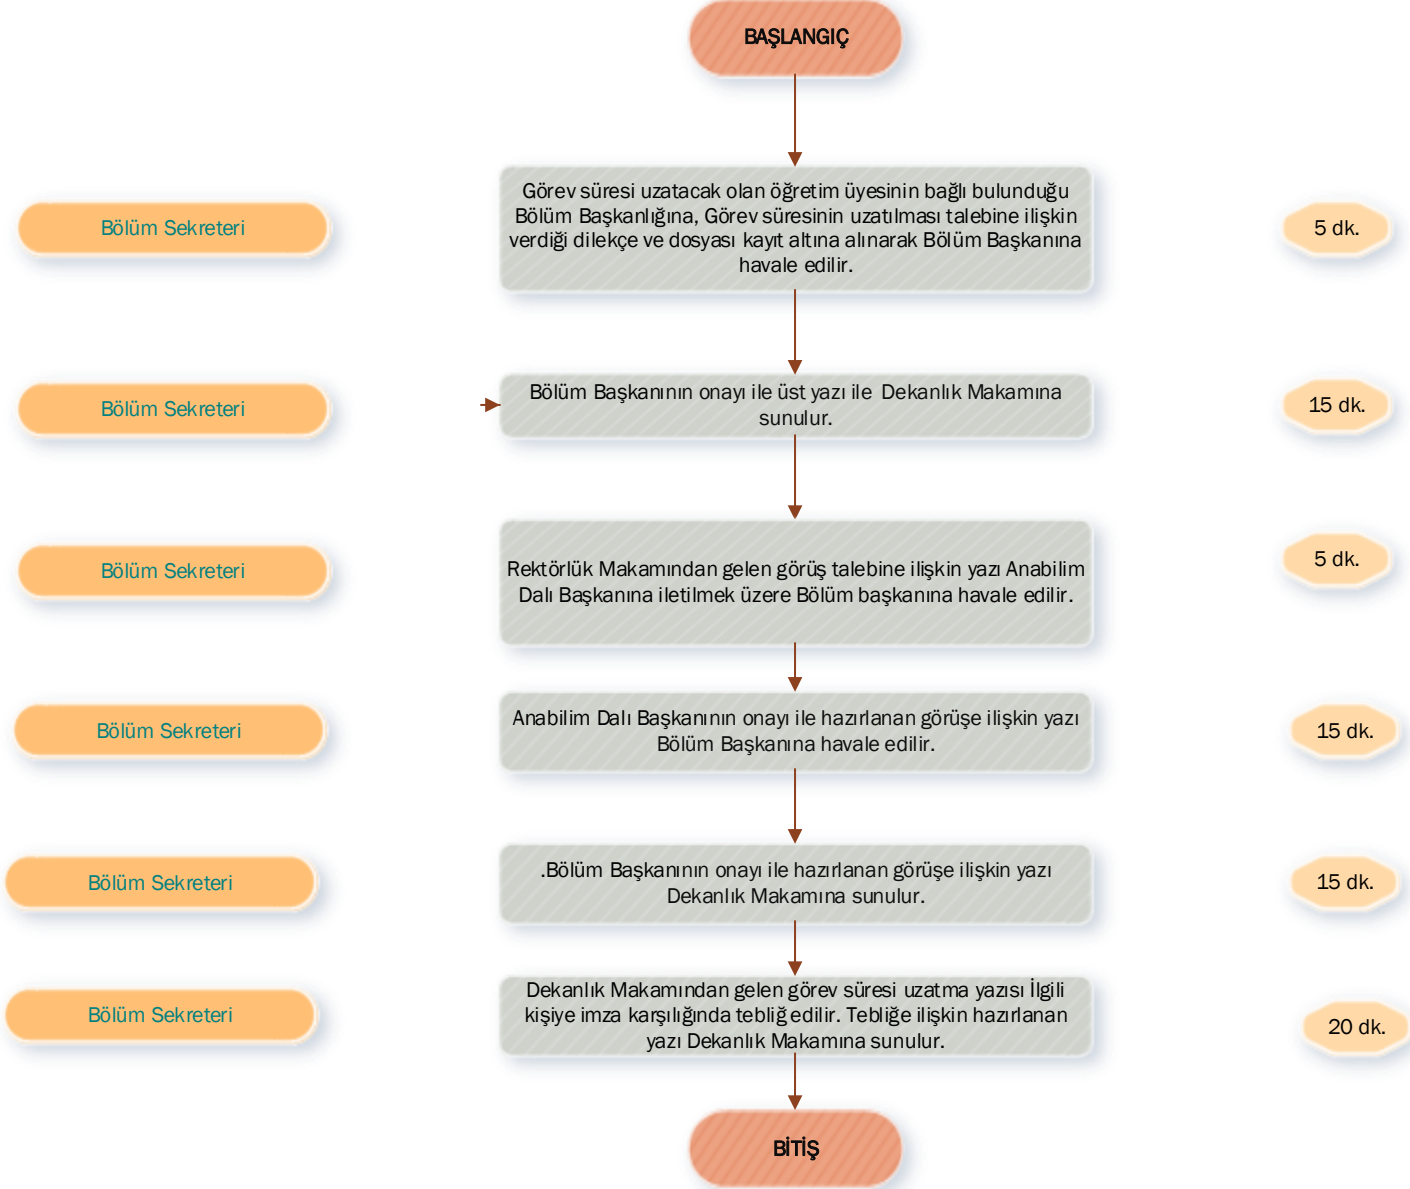 BAŞLANGIÇ
Bölüm Sekreteri
Görev süresi uzatacak olan öğretim üyesinin bağlı bulunduğu
Bölüm Başkanlığına, Görev süresinin uzatılması talebine ilişkin
verdiği dilekçe ve dosyası kayıt altına alınarak Bölüm Başkanına
havale edilir.
5 dk.
Bölüm Sekreteri
Bölüm Başkanının onayı ile üst yazı ile Dekanlık Makamına
sunulur.
15 dk.
Bölüm Sekreteri
Rektörlük Makamından gelen görüş talebine ilişkin yazı Anabilim
Dalı Başkanına iletilmek üzere Bölüm başkanına havale edilir.
5 dk.
Bölüm Sekreteri
Anabilim Dalı Başkanının onayı ile hazırlanan görüşe ilişkin yazı
Bölüm Başkanına havale edilir.
15 dk.
Bölüm Sekreteri
.Bölüm Başkanının onayı ile hazırlanan görüşe ilişkin yazı
Dekanlık Makamına sunulur.
15 dk.
Bölüm Sekreteri
Dekanlık Makamından gelen görev süresi uzatma yazısı İlgili
kişiye imza karşılığında tebliğ edilir. Tebliğe ilişkin hazırlanan
yazı Dekanlık Makamına sunulur.
20 dk.
BİTİŞ